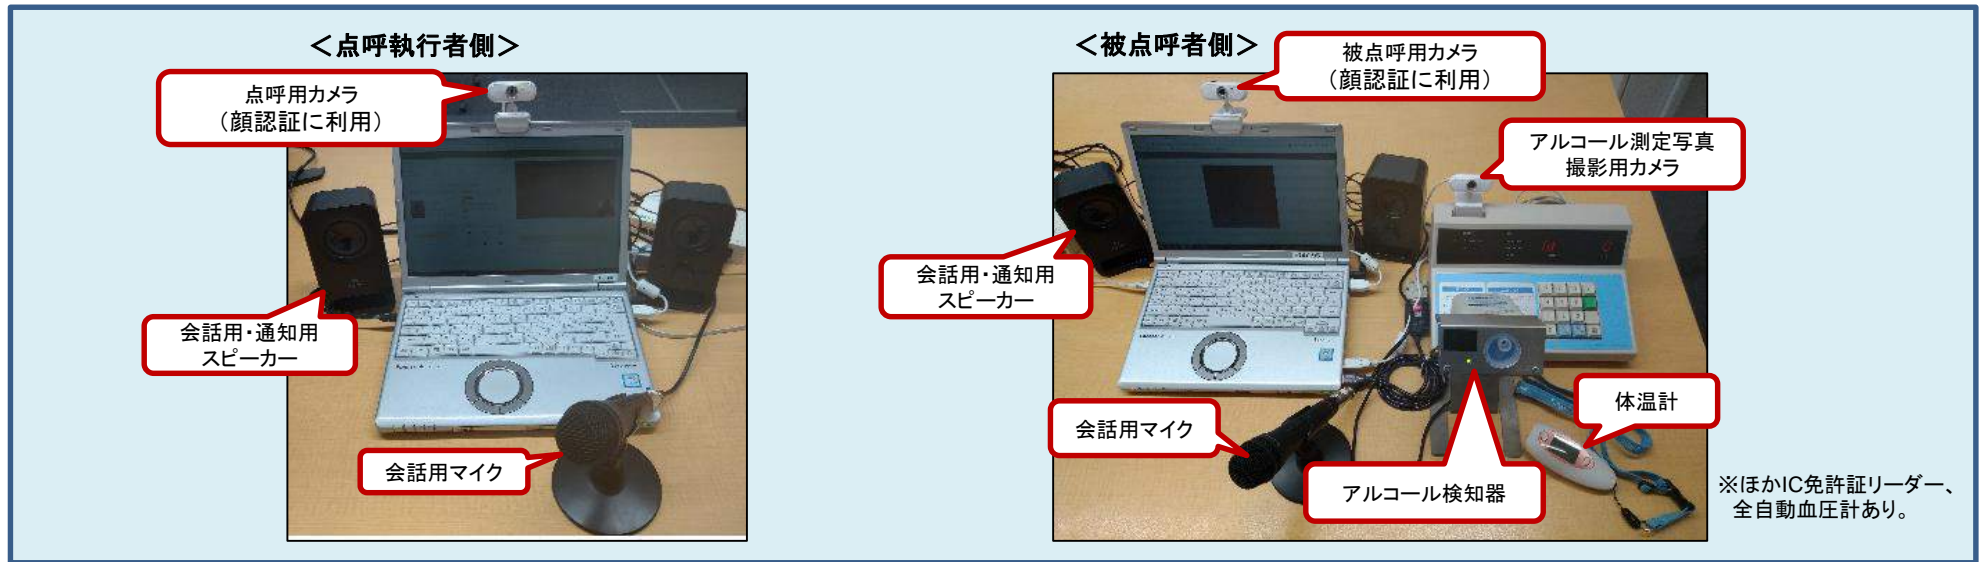 ＜点呼執行者側＞
点呼用カメラ
（顔認証に利用）
会話用・通知用
スピーカー
会話用マイク
＜被点呼者側＞
被点呼用カメラ
（顔認証に利用）
アルコール測定写真
撮影用カメラ
会話用・通知用
スピーカー
会話用マイク
体温計
アルコール検知器
※ほかIC免許証リーダー、
全自動血圧計あり。